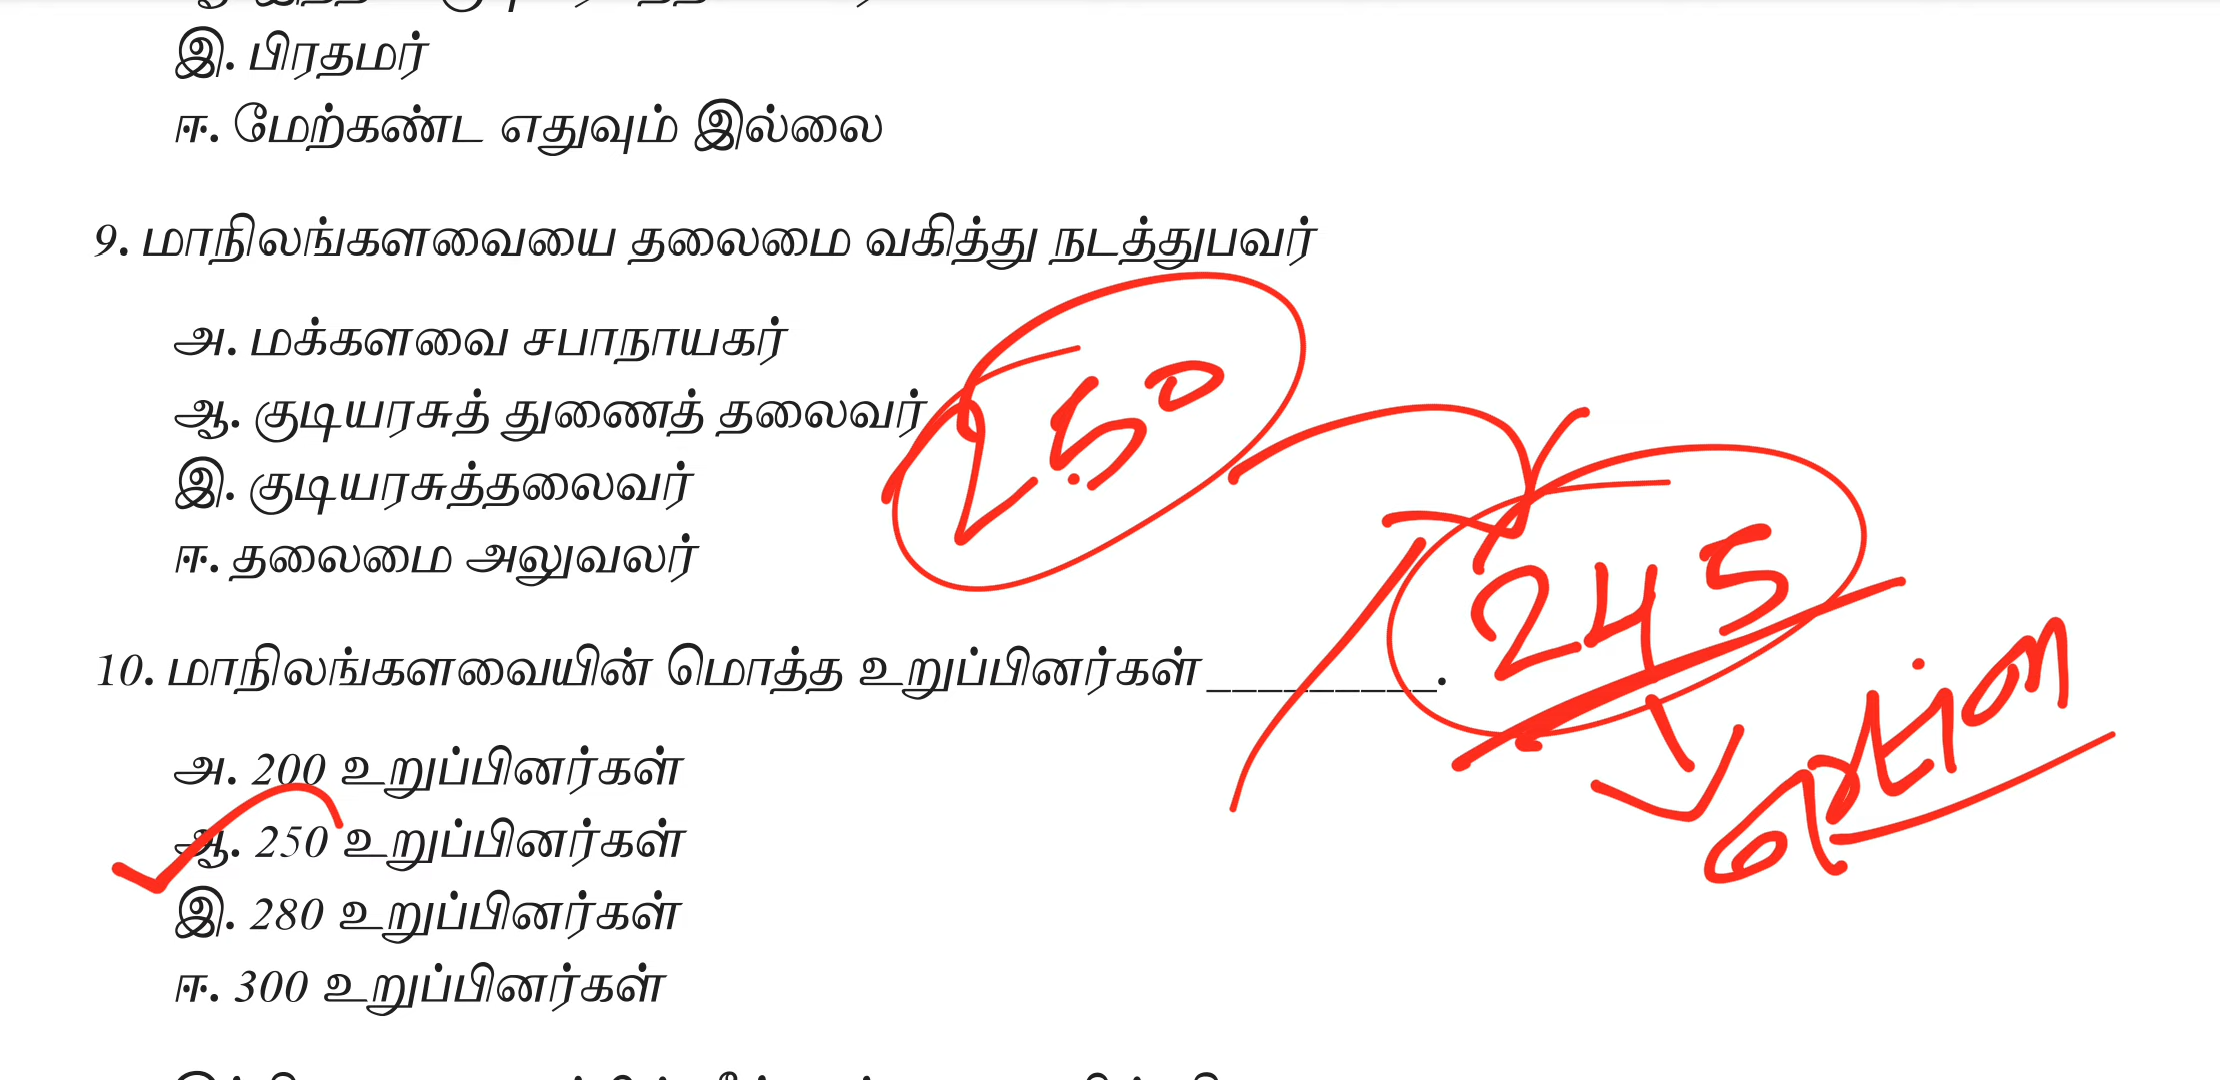 இ. பிரதமர்
ஈ. மேற்கண்ட எதுவும் இல்லை
9. மாநிலங்களவையை தலைமை வகித்து நடத்துபவர்
அ. மக்களவை சபாநாயகர்
ஆ. குடியரசுத் துணைத் தலைவர்
இ. குடியரசுத்தலைவர்
ஈ. தலைமை அலுவலர்
250
245
option
10. மாநிலங்களவையின் மொத்த உறுப்பினர்கள் _________.
அ. 200 உறுப்பினர்கள்
ஆ. 250 உறுப்பினர்கள்
இ. 280 உறுப்பினர்கள்
ஈ. 300 உறுப்பினர்கள்